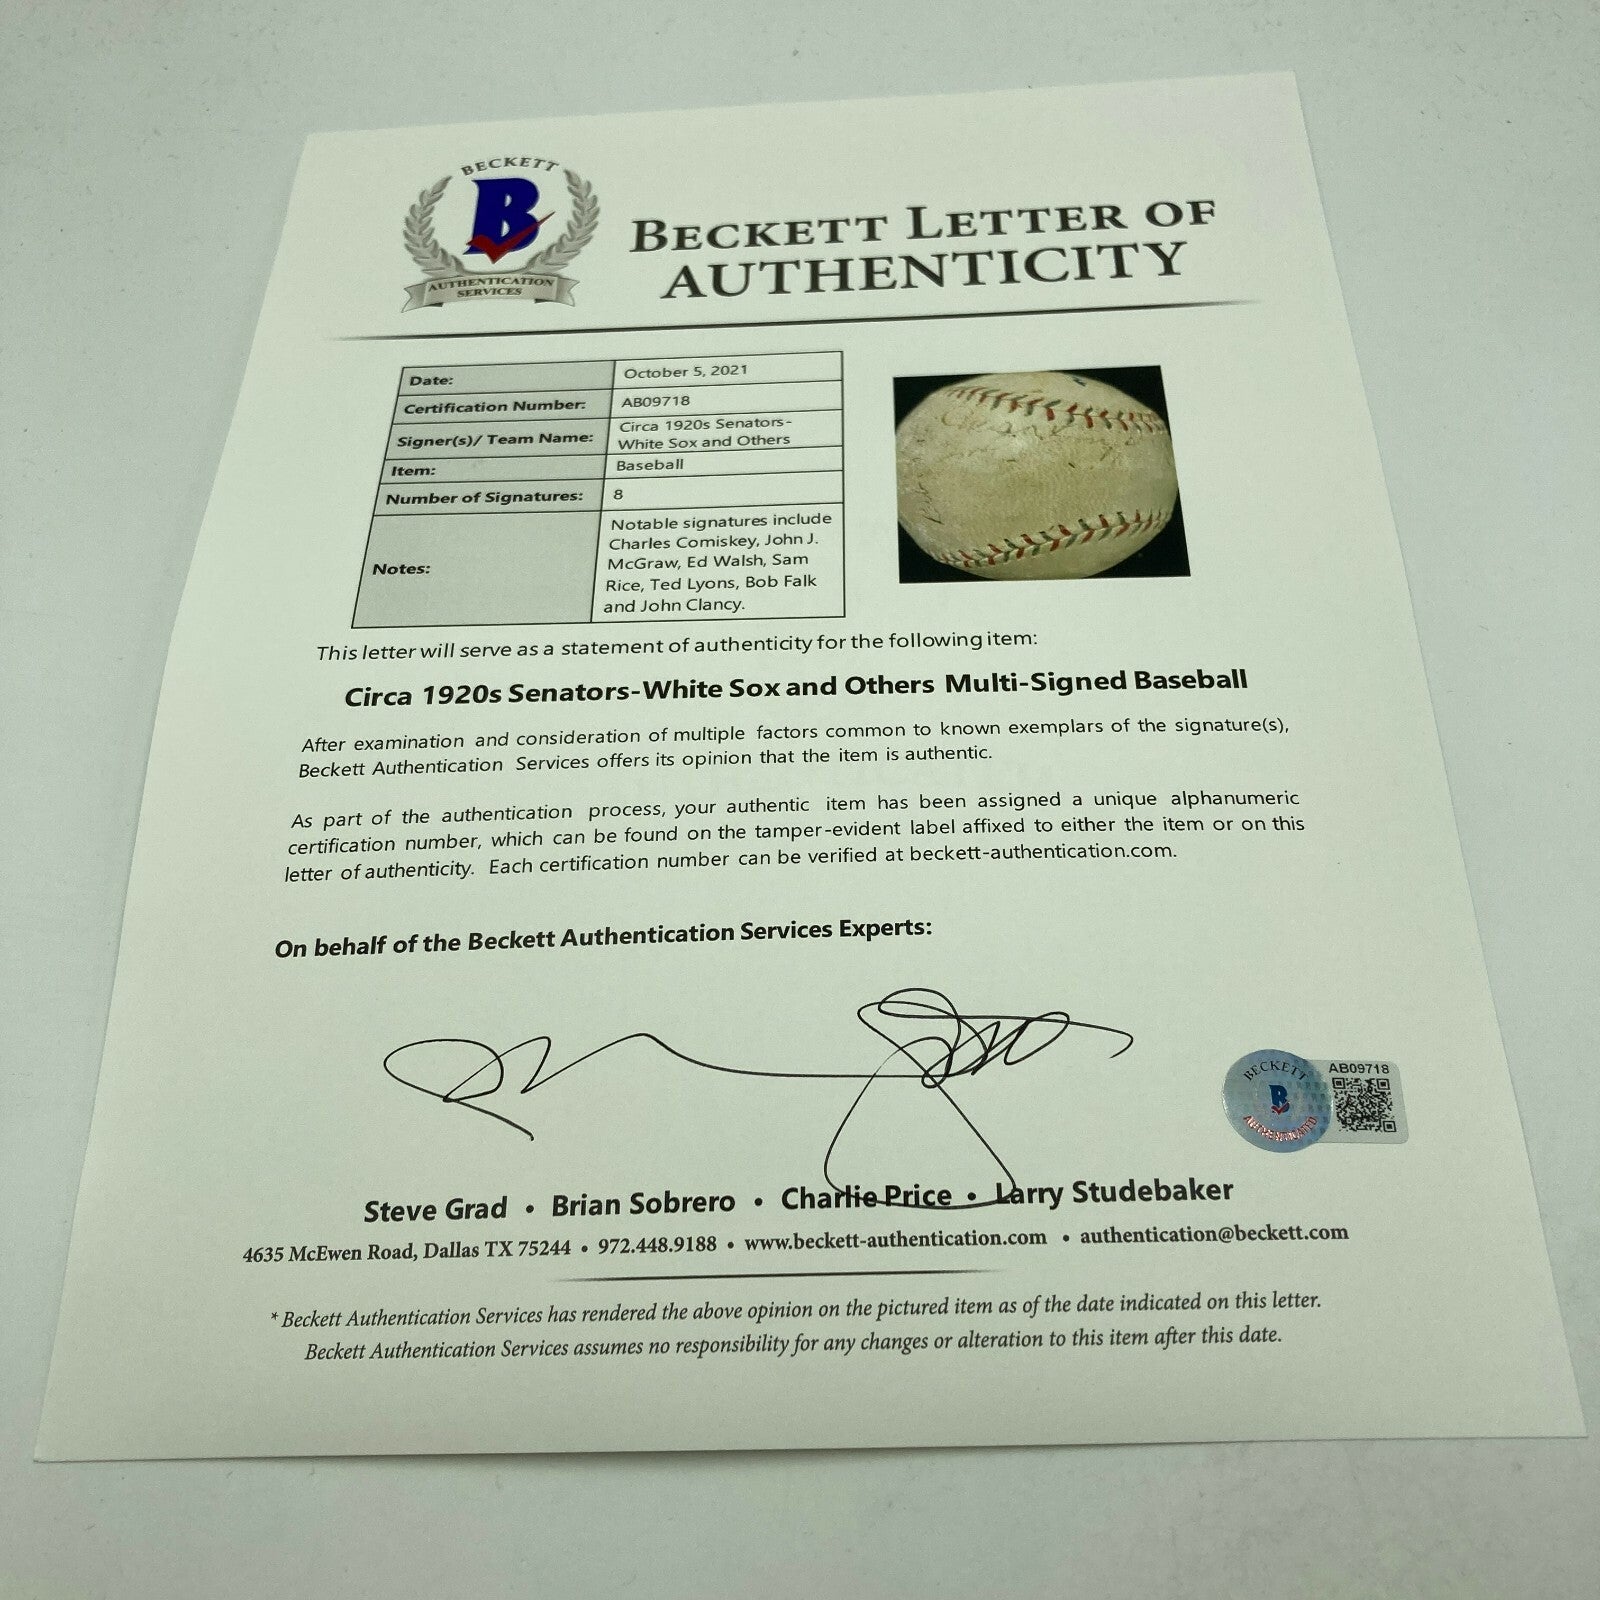 BECKETT
B
AUTHENTICATION
SERVICES
BECKETT LETTER OF
AUTHENTICITY
Date: October 5, 2021
Certification Number: AB09718
Signer(s)/ Team Name: Circa 1920s Senators-
White Sox and Others
Item: Baseball
Number of Signatures: 8
Notes: Notable signatures include
Charles Comiskey, John J.
McGraw, Ed Walsh, Sam
Rice, Ted Lyons, Bob Falk
and John Clancy.
This letter will serve as a statement of authenticity for the following item:
Circa 1920s Senators-White Sox and Others Multi-Signed Baseball
After examination and consideration of multiple factors common to known exemplars of the signature(s),
Beckett Authentication Services offers its opinion that the item is authentic.
As part of the authentication process, your authentic item has been assigned a unique alphanumeric
certification number, which can be found on the tamper-evident label affixed to either the item or on this
letter of authenticity. Each certification number can be verified at beckett-authentication.com.
On behalf of the Beckett Authentication Services Experts:
BECKETT
B
AUTHENTICATED
AB09718
Steve Grad • Brian Sobrero • Charlie Price • Larry Studebaker
4635 McEwen Road, Dallas TX 75244 • 972.448.9188 • www.beckett-authentication.com • authentication@beckett.com
* Beckett Authentication Services has rendered the above opinion on the pictured item as of the date indicated on this letter.
Beckett Authentication Services assumes no responsibility for any changes or alteration to this item after this date.